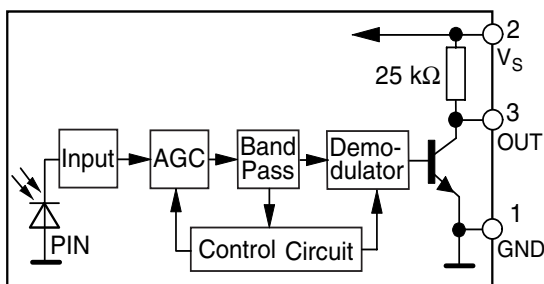 2
V_S
25 kΩ
3
OUT
Input
AGC
Band
Pass
Demo-
dulator
1
GND
PIN
Control Circuit